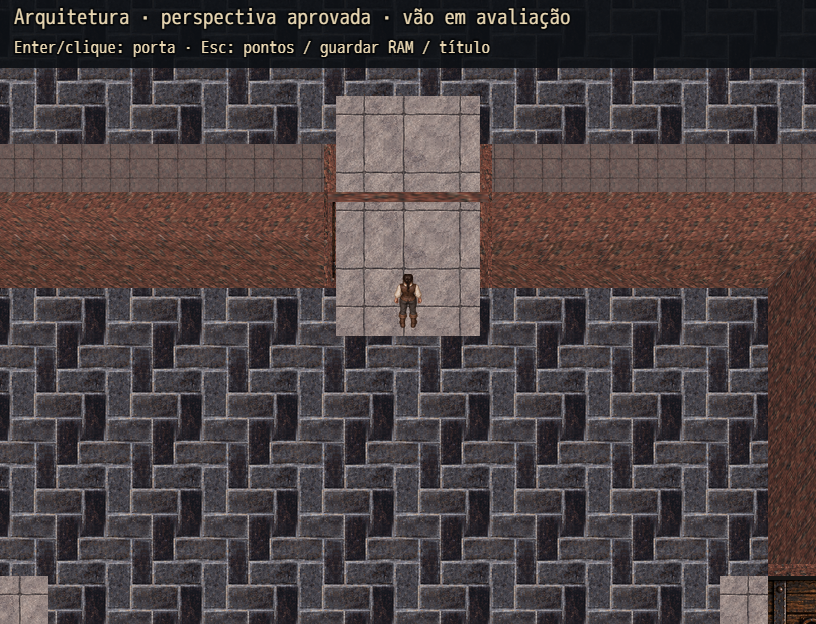 Arquitetura · perspectiva aprovada · vão em avaliação
Enter/clique: porta · Esc: pontos / guardar RAM / título